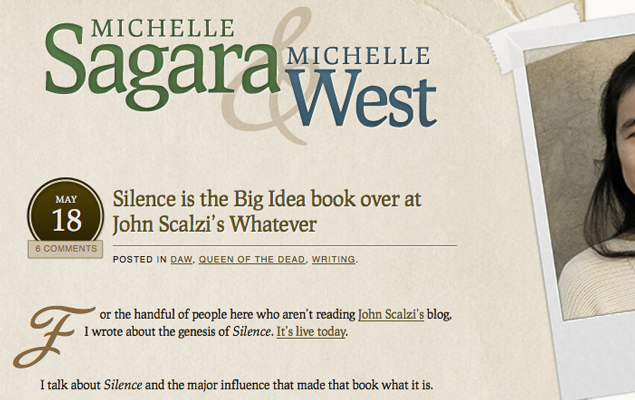 MICHELLE
Sagara & MICHELLE
West
MAY
18
6 COMMENTS
Silence is the Big Idea book over at
John Scalzi's Whatever
POSTED IN DAW, QUEEN OF THE DEAD, WRITING.
For the handful of people here who aren't reading John Scalzi's blog,
I wrote about the genesis of Silence. It's live today.
I talk about Silence and the major influence that made that book what it is.